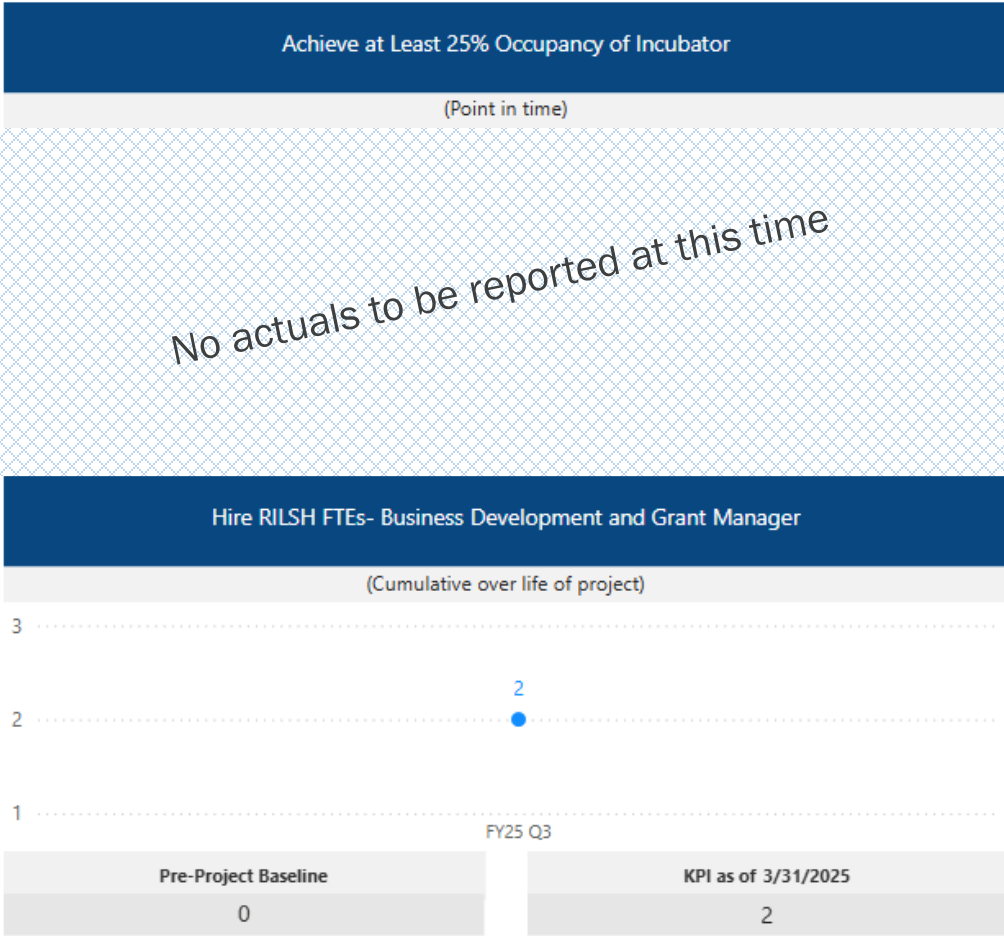 Achieve at Least 25% Occupancy of Incubator
(Point in time)
No actuals to be reported at this time
Hire RILSH FTEs- Business Development and Grant Manager
(Cumulative over life of project)
3
2
2
1
FY25 Q3
Pre-Project Baseline KPI as of 3/31/2025
0 2